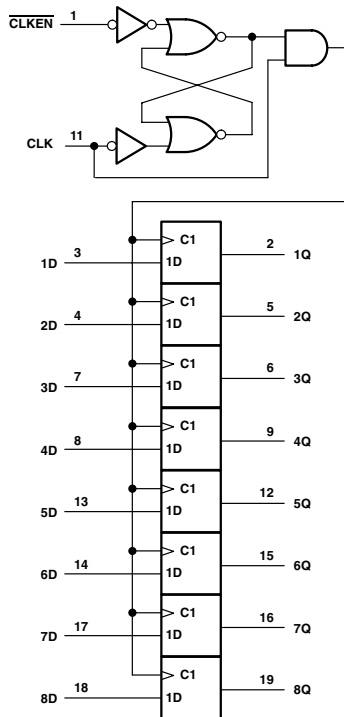 CLKEN 1
CLK 11
C1
1D 3 1D 2 1Q
C1
2D 4 1D 5 2Q
C1
3D 7 1D 6 3Q
C1
4D 8 1D 9 4Q
C1
5D 13 1D 12 5Q
C1
6D 14 1D 15 6Q
C1
7D 17 1D 16 7Q
C1
8D 18 1D 19 8Q